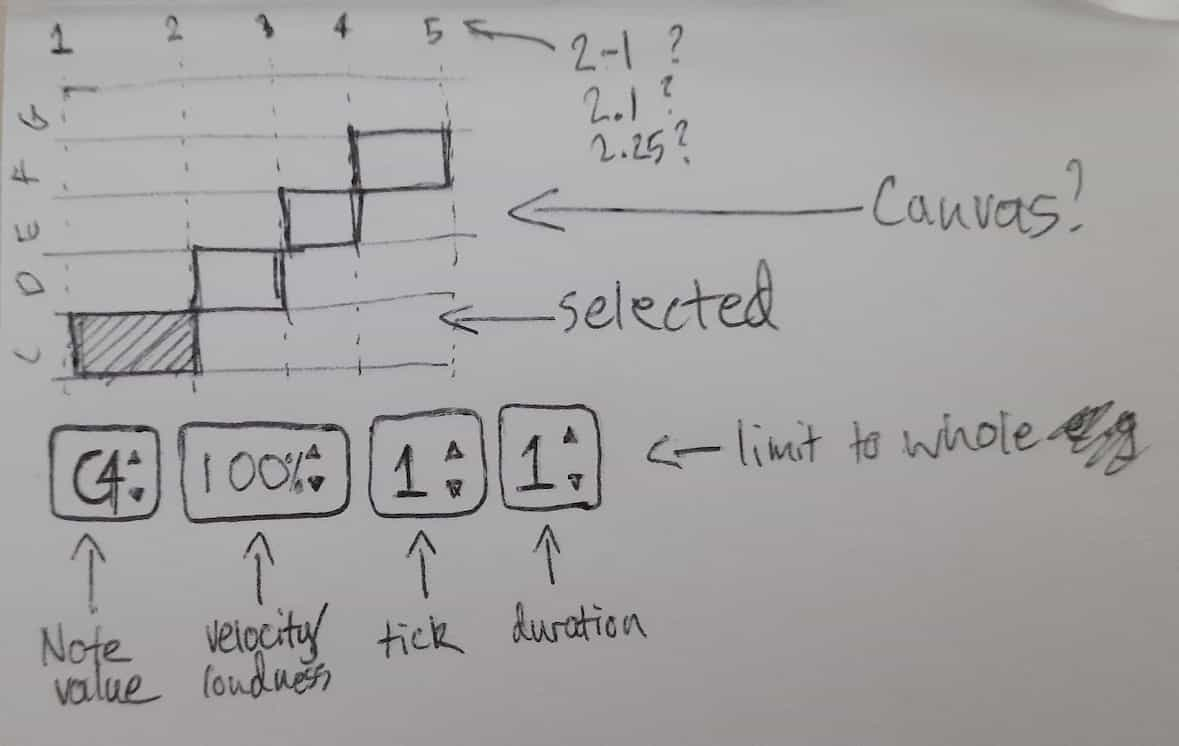 1 2 3 4 5
2-1 ?
2.1 ?
2.25?
G
F
E
D
C
Canvas?
selected
C4 100% 1 1
limit to whole
Note value
velocity/ loudness
tick
duration